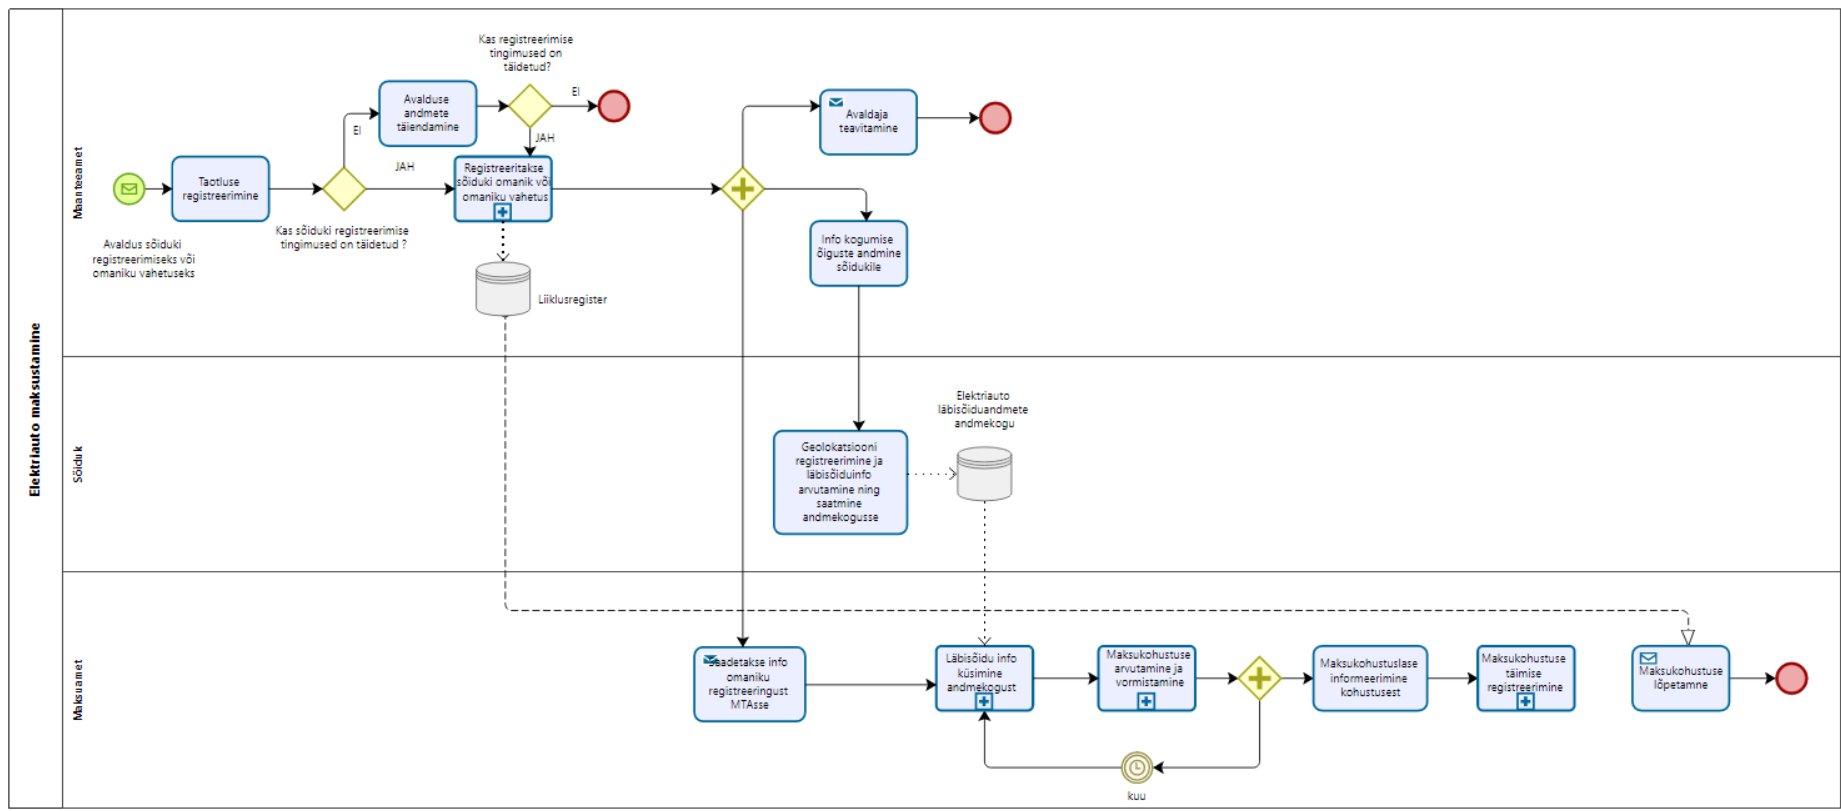 Elektriauto maksustamine
Maanteeamet
Avaldus sõiduki
registreerimiseks või
omaniku vahetuseks
Taotluse
registreerimine
Kas sõiduki registreerimise
tingimused on täidetud ?
EI
JAH
Avalduse
andmete
täiendamine
Kas registreerimise
tingimused on
täidetud?
EI
JAH
Registreeritakse
sõiduki omanik või
omaniku vahetus
Liiklusregister
Avaldaja
teavitamine
Info kogumise
õiguste andmine
sõidukile
Sõiduk
Geolokatsiooni
registreerimine ja
läbisõiduinfo
arvutamine ning
saatmine
andmekogusse
Elektriauto
läbisõiduandmete
andmekogu
Maksuamet
Saadetakse info
omaniku
registreeringust
MTAsse
Läbisõidu info
küsimine
andmekogust
Maksukohustuse
arvutamine ja
vormistamine
kuu
Maksukohustuslase
informeerimine
kohustusest
Maksukohustuse
täimise
registreerimine
Maksukohustuse
lõpetamne